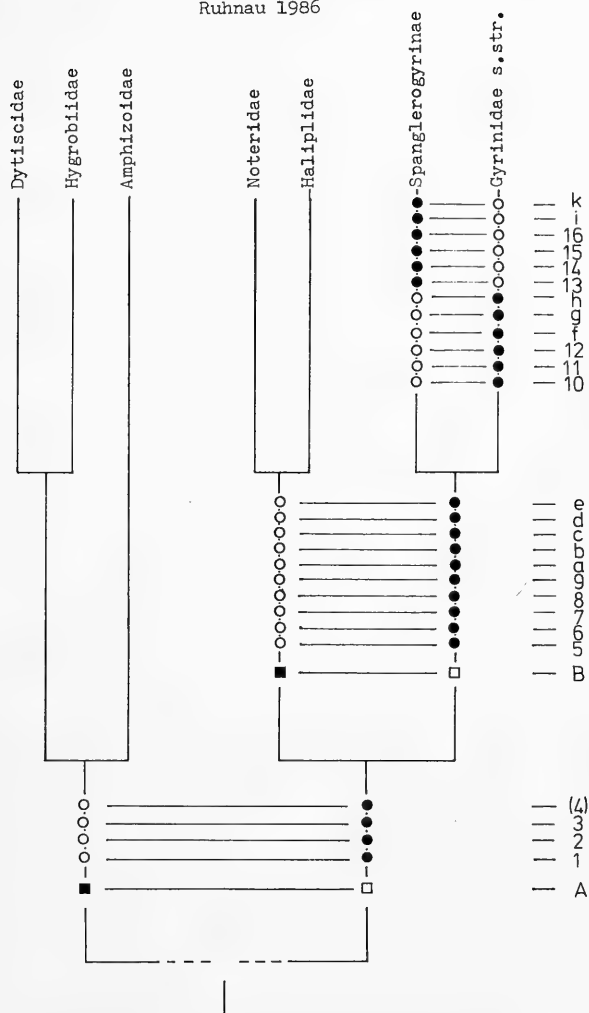 Ruhnau 1986
Dytiscidae
Hygrobiidae
Amphizoidae
Noteridae
Haliplidae
Spanglerogyrinae
Gyrinidae s.str.
k
i
16
15
14
13
h
g
f
12
11
10
e
d
c
b
a
9
8
7
6
5
B
(4)
3
2
1
A